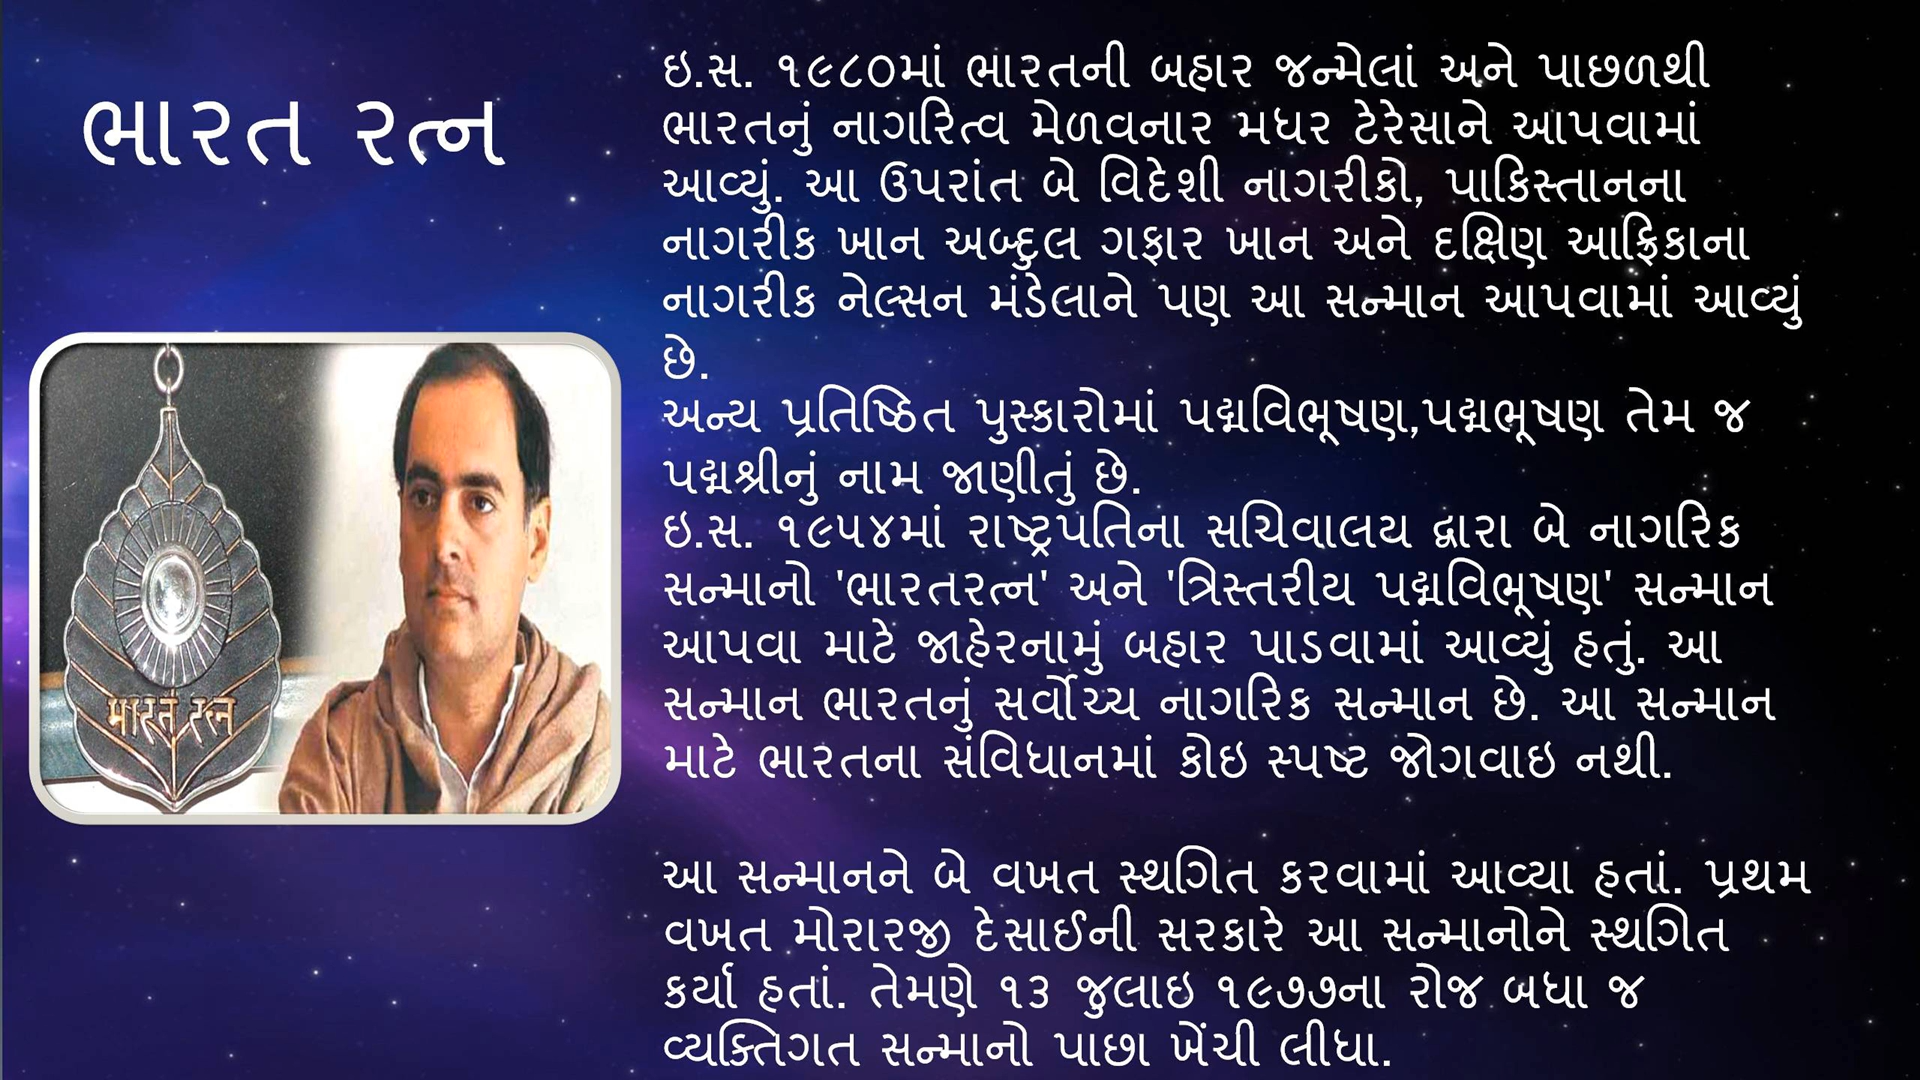 ભારત રત્ન
ઇ.સ. ૧૯૮૦માં ભારતની બહાર જન્મેલાં અને પાછળથી
ભારતનું નાગરિત્વ મેળવનાર મધર ટેરેસાને આપવામાં
આવ્યું. આ ઉપરાંત બે વિદેશી નાગરીકો, પાકિસ્તાનના
નાગરીક ખાન અબ્દુલ ગફાર ખાન અને દક્ષિણ આફ્રિકાના
નાગરીક નેલ્સન મંડેલાને પણ આ સન્માન આપવામાં આવ્યું
છે.
અન્ય પ્રતિષ્ઠિત પુસ્કારોમાં પદ્મવિભૂષણ,પદ્મભૂષણ તેમ જ
પદ્મશ્રીનું નામ જાણીતું છે.
ઇ.સ. ૧૯૫૪માં રાષ્ટ્રપતિના સચિવાલય દ્વારા બે નાગરિક
સન્માનો 'ભારતરત્ન' અને 'ત્રિસ્તરીય પદ્મવિભૂષણ' સન્માન
આપવા માટે જાહેરનામું બહાર પાડવામાં આવ્યું હતું. આ
સન્માન ભારતનું સર્વોચ્ચ નાગરિક સન્માન છે. આ સન્માન
માટે ભારતના સંવિધાનમાં કોઇ સ્પષ્ટ જોગવાઇ નથી.
આ સન્માનને બે વખત સ્થગિત કરવામાં આવ્યા હતાં. પ્રથમ
વખત મોરારજી દેસાઈની સરકારે આ સન્માનોને સ્થગિત
કર્યા હતાં. તેમણે ૧૩ જુલાઇ ૧૯૭૭ના રોજ બધા જ
વ્યક્તિગત સન્માનો પાછા ખેંચી લીધા.
भारत रत्न